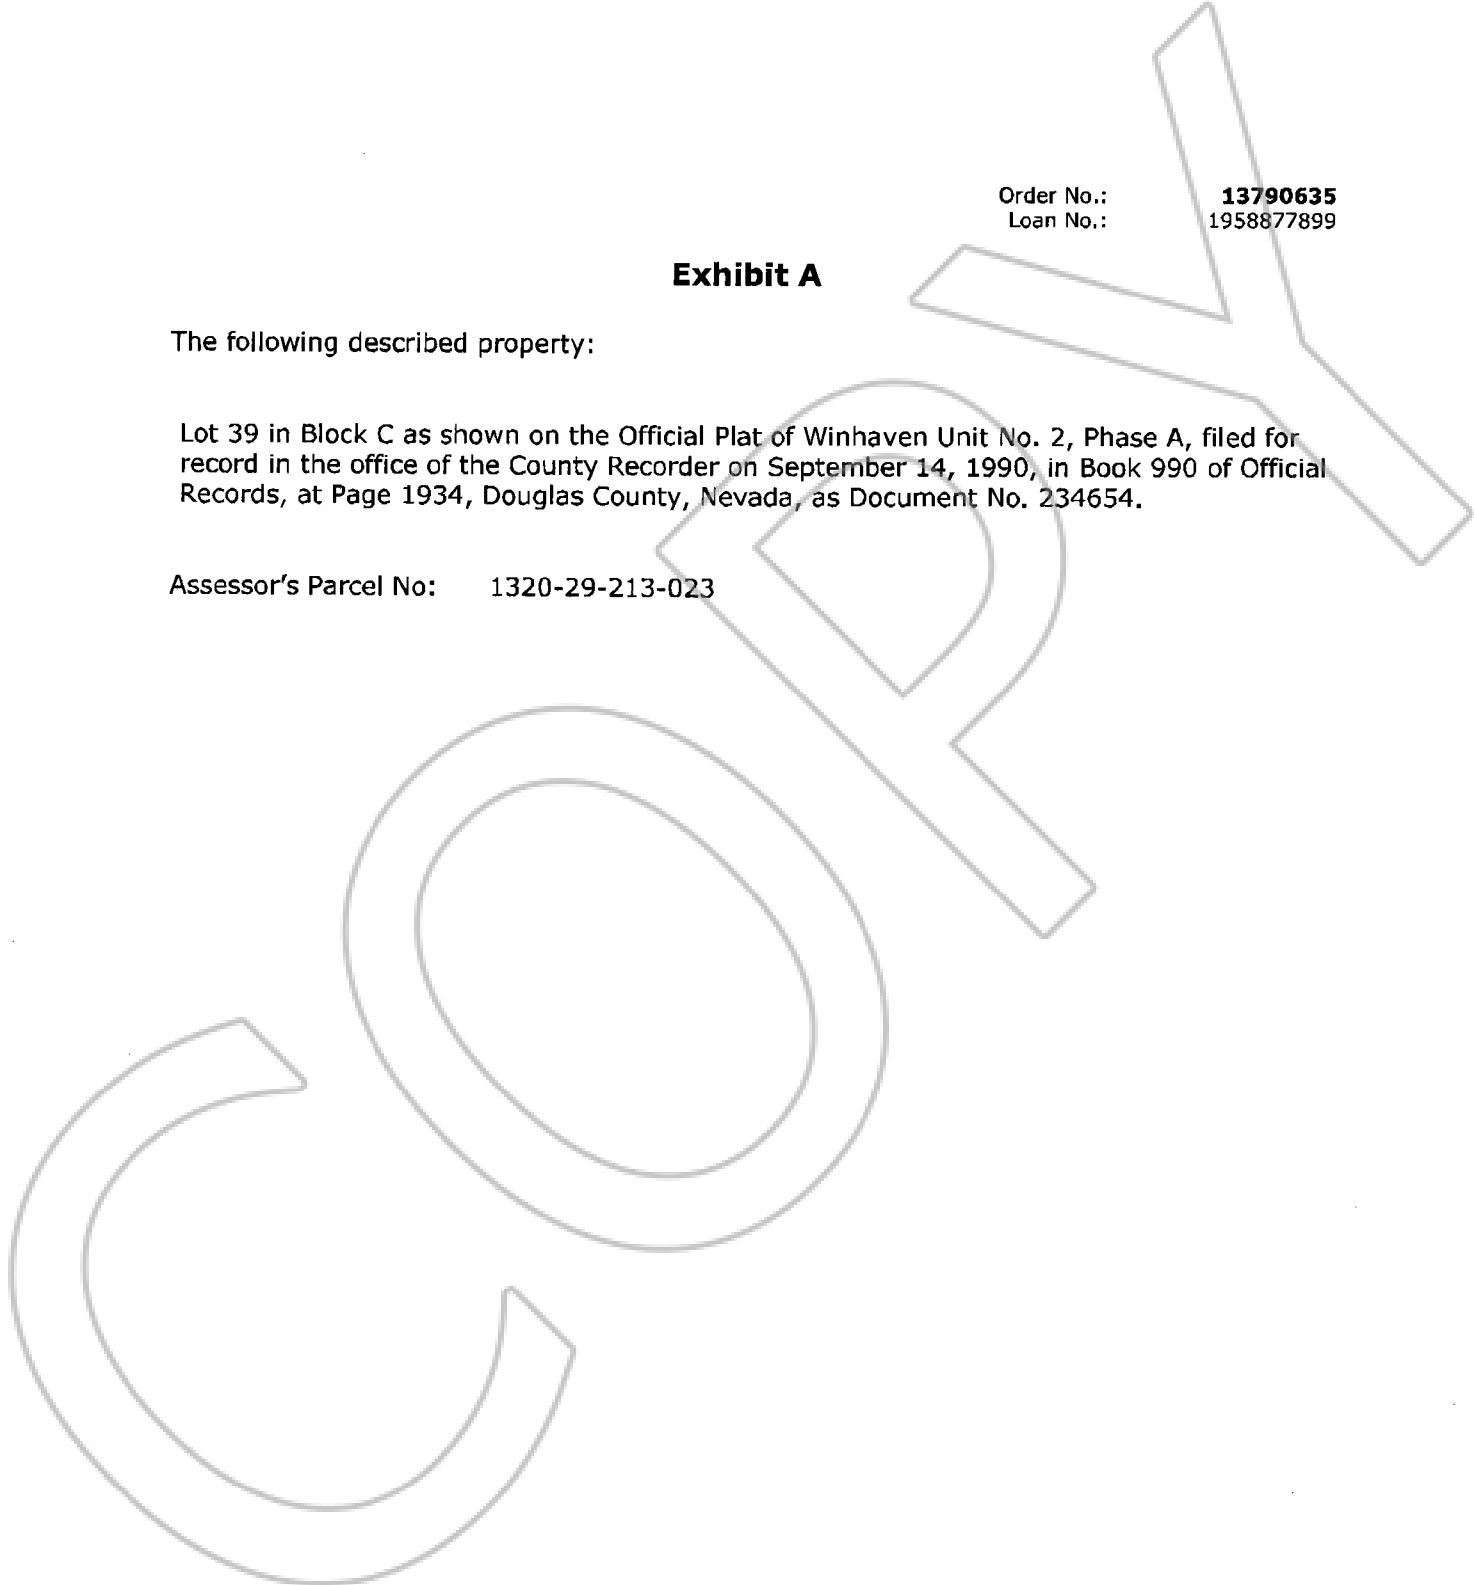 Order No.: 13790635
Loan No.: 1958877899
Exhibit A
The following described property:
Lot 39 in Block C as shown on the Official Plat of Winhaven Unit No. 2, Phase A, filed for
record in the office of the County Recorder on September 14, 1990, in Book 990 of Official
Records, at Page 1934, Douglas County, Nevada, as Document No. 234654.
Assessor's Parcel No: 1320-29-213-023
COPY